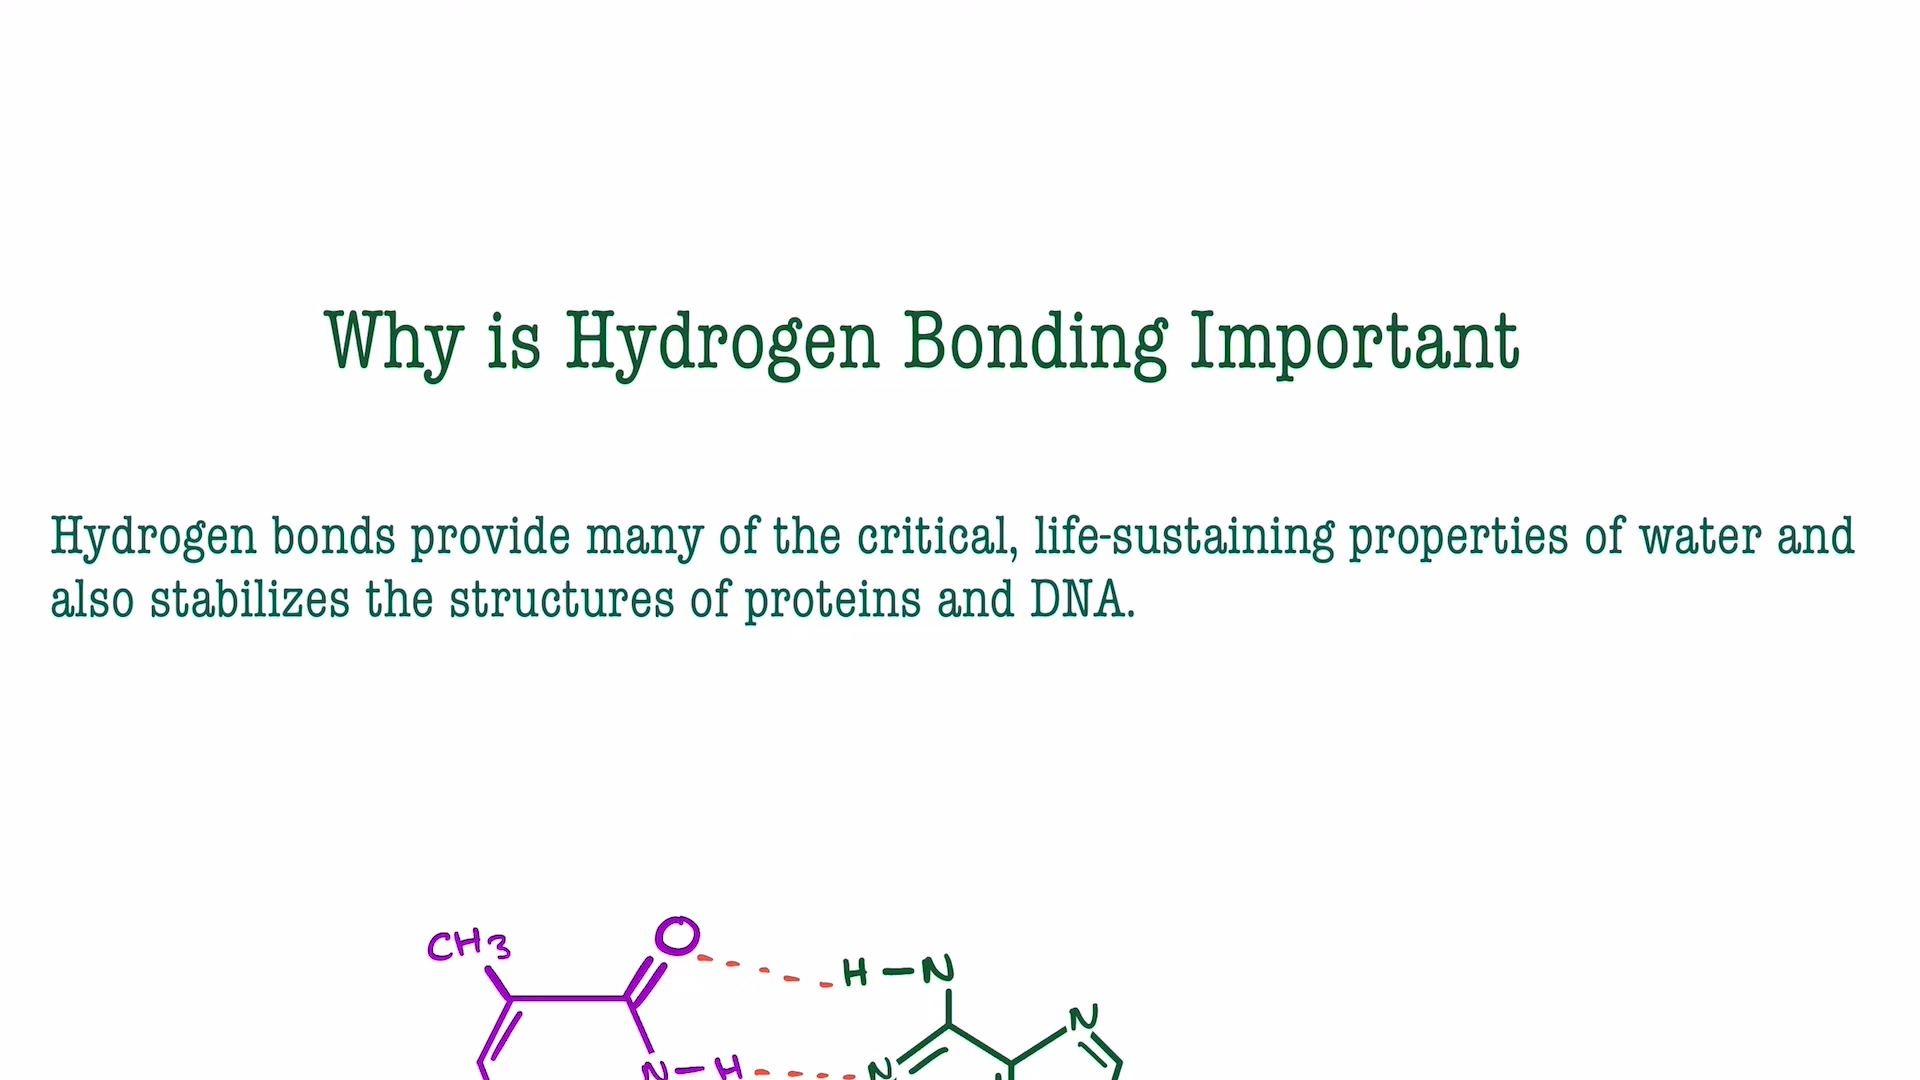 Why is Hydrogen Bonding Important
Hydrogen bonds provide many of the critical, life-sustaining properties of water and
also stabilizes the structures of proteins and DNA.
CH3
O
H-N
N
N-H
N